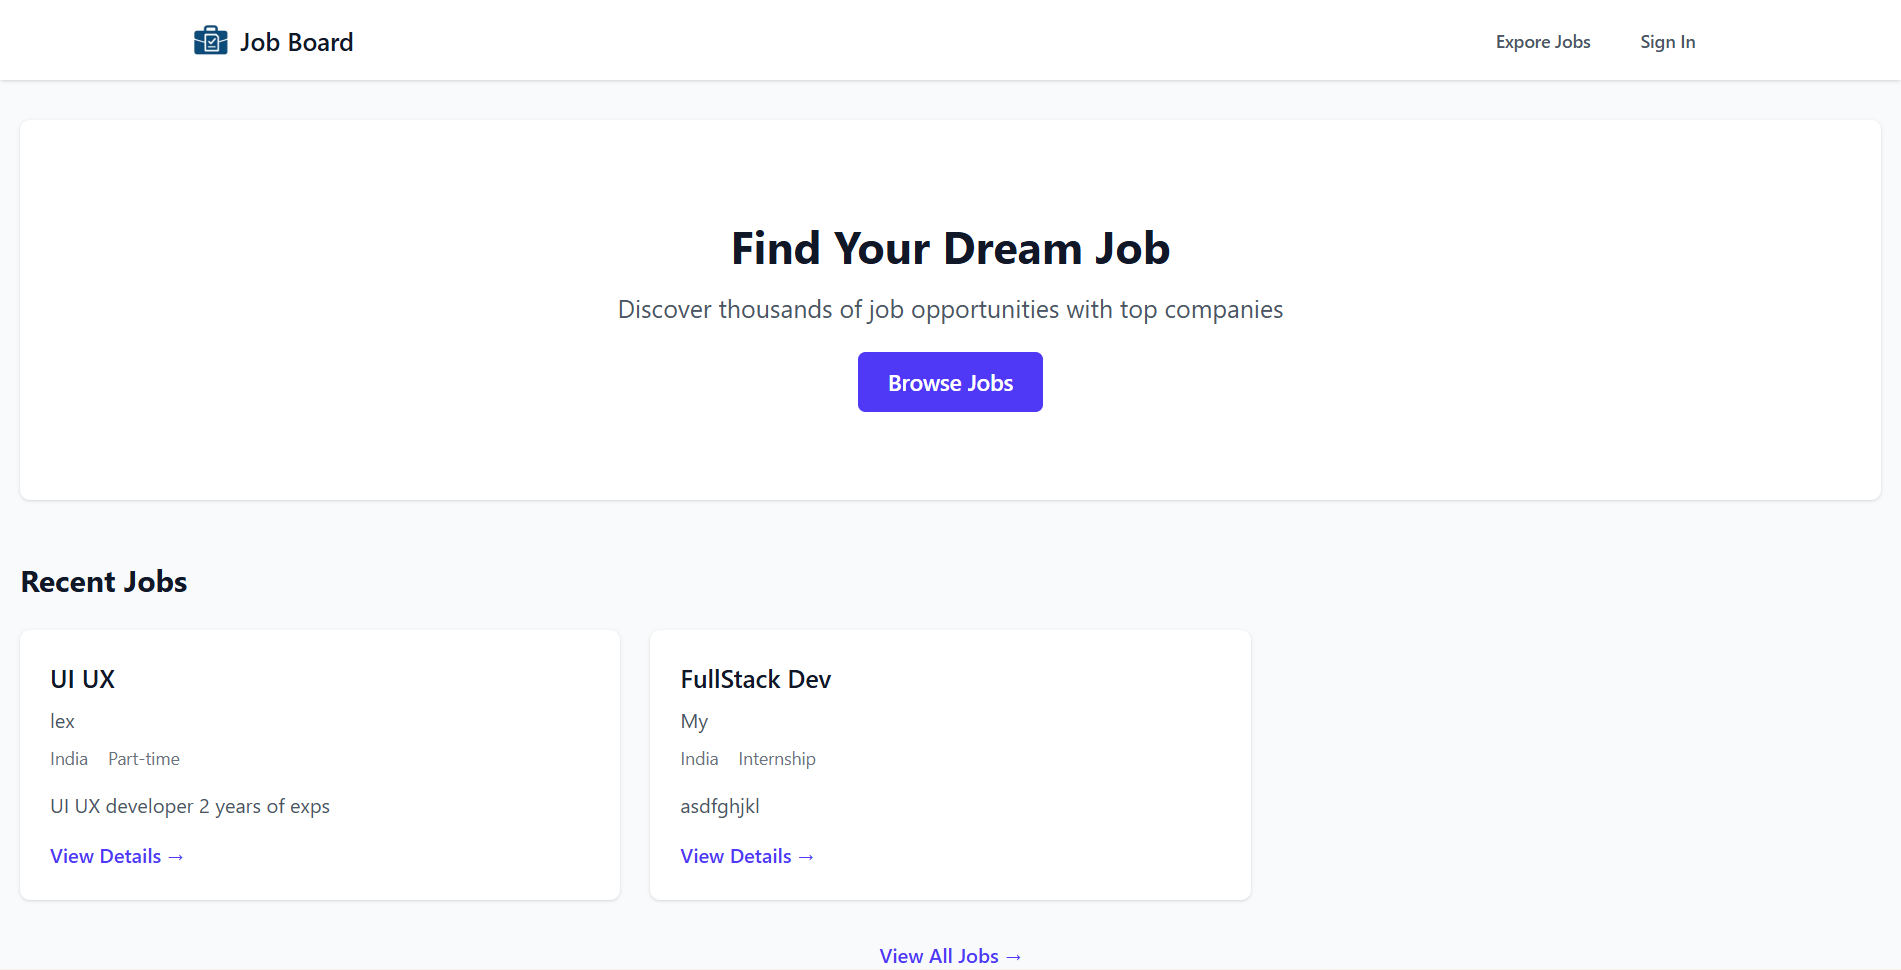 Job Board
Expore Jobs
Sign In
Find Your Dream Job
Discover thousands of job opportunities with top companies
Browse Jobs
Recent Jobs
UI UX
lex
India Part-time
UI UX developer 2 years of exps
View Details →
FullStack Dev
My
India Internship
asdfghjkl
View Details →
View All Jobs →